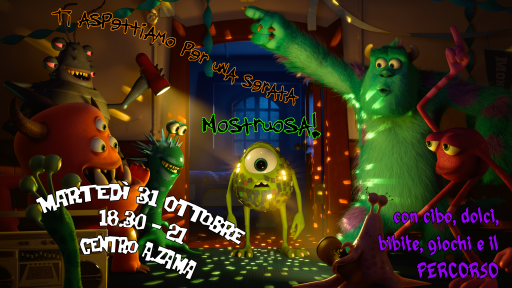 Ti aspettiamo per una serata
Mostruosa!
MARTEDÌ 31 OTTOBRE
18.30 - 21
CENTRO A.ZAMA
con cibo, dolci,
bibite, giochi e il
PERCORSO